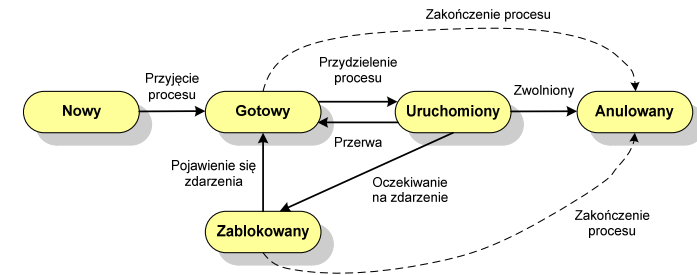 Zakończenie procesu
Przyjęcie
procesu
Przydzielenie
procesu
Zwolniony
Nowy
Gotowy
Uruchomiony
Anulowany
Przerwa
Pojawienie się
zdarzenia
Oczekiwanie
na zdarzenie
Zablokowany
Zakończenie
procesu